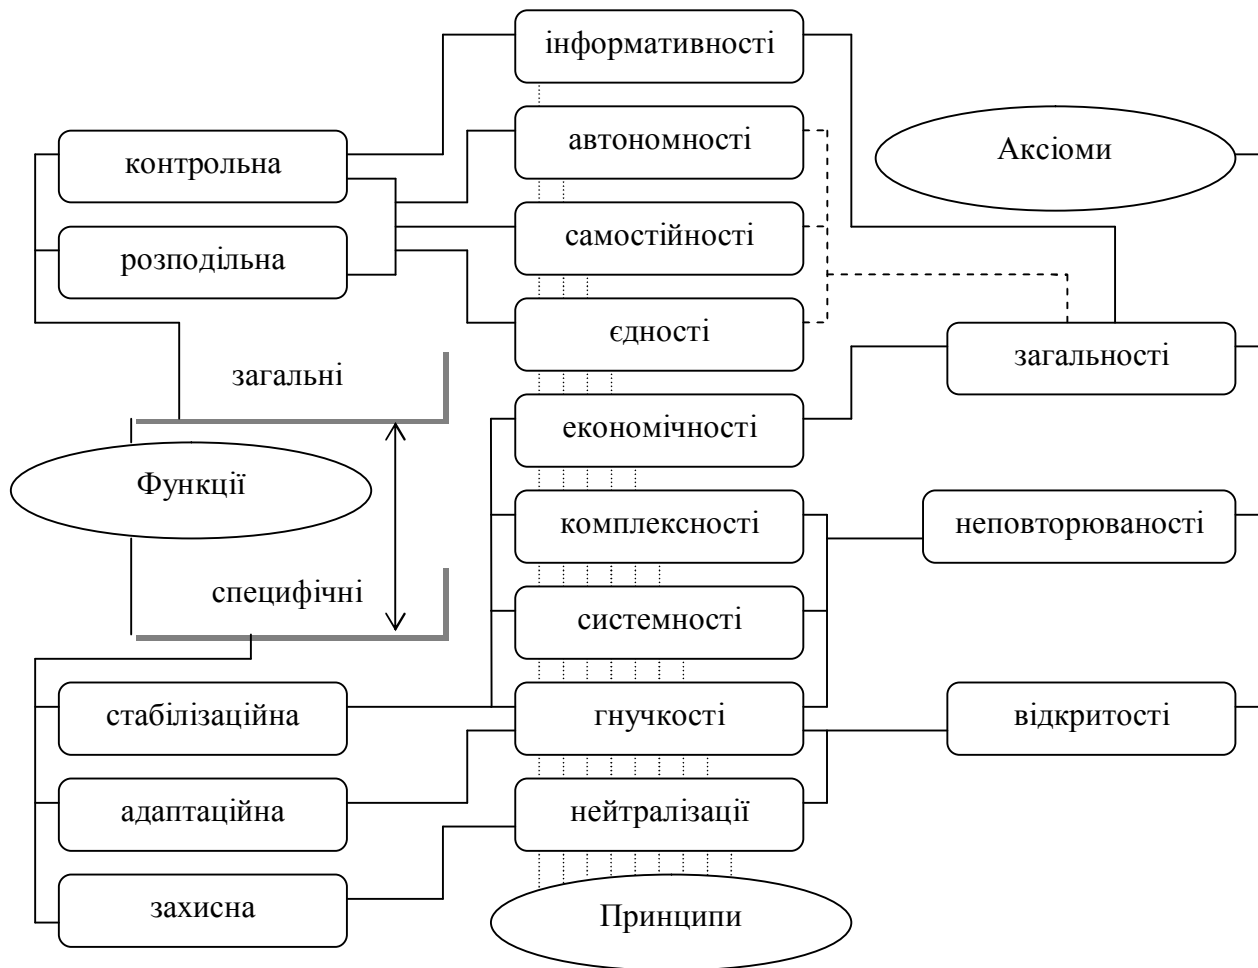 інформативності
автономності
Аксіоми
контрольна
самостійності
розподільна
єдності
загальності
загальні
економічності
Функції
комплексності
неповторюваності
специфічні
системності
стабілізаційна
гнучкості
відкритості
адаптаційна
нейтралізації
захисна
Принципи